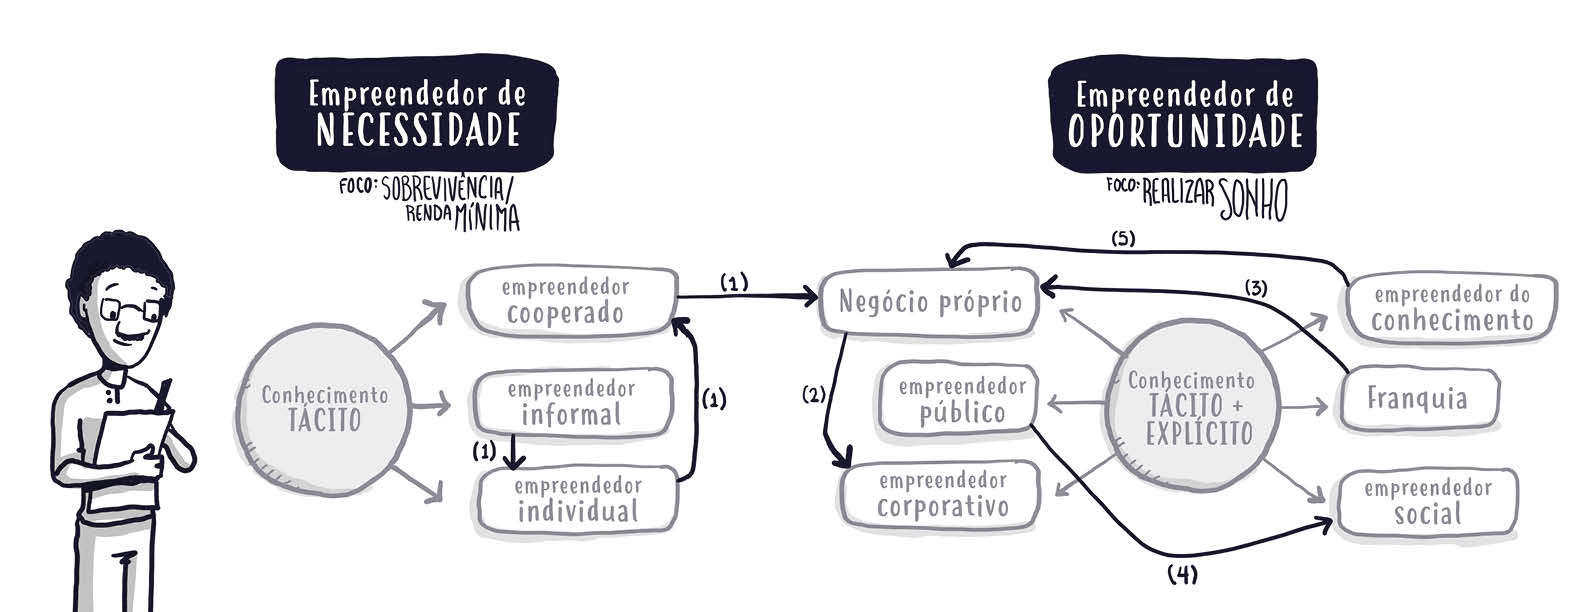 Empreendedor de
NECESSIDADE
FOCO: SOBREVIVÊNCIA/
RENDA MÍNIMA
Conhecimento
TÁCITO
empreendedor
cooperado
empreendedor
informal
empreendedor
individual
(1)
(1)
(1)
Empreendedor de
OPORTUNIDADE
FOCO: REALIZAR SONHO
(5)
Negócio próprio
(3)
empreendedor do
conhecimento
(2)
empreendedor
público
Conhecimento
TÁCITO +
EXPLÍCITO
Franquia
empreendedor
corporativo
empreendedor
social
(4)